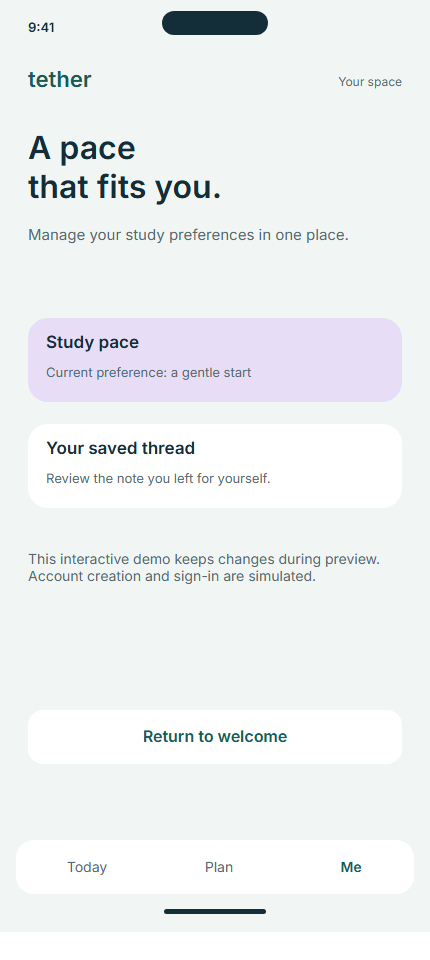 9:41
tether
Your space
A pace
that fits you.
Manage your study preferences in one place.
Study pace
Current preference: a gentle start
Your saved thread
Review the note you left for yourself.
This interactive demo keeps changes during preview.
Account creation and sign-in are simulated.
Return to welcome
Today
Plan
Me